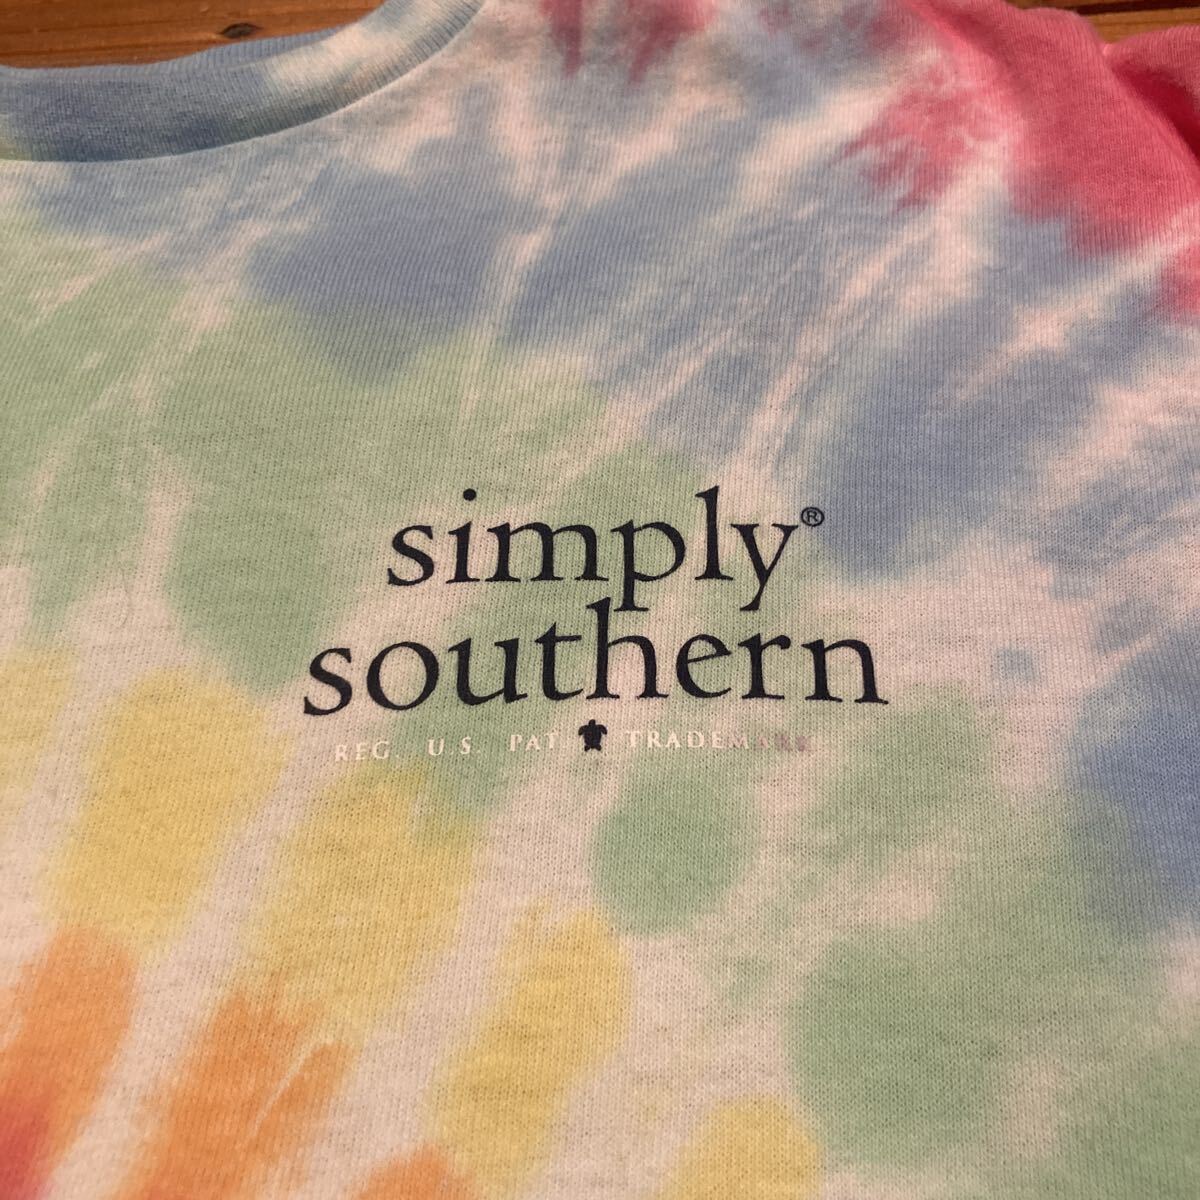 simply®
southern
REG. U.S. PAT. TRADEMARK